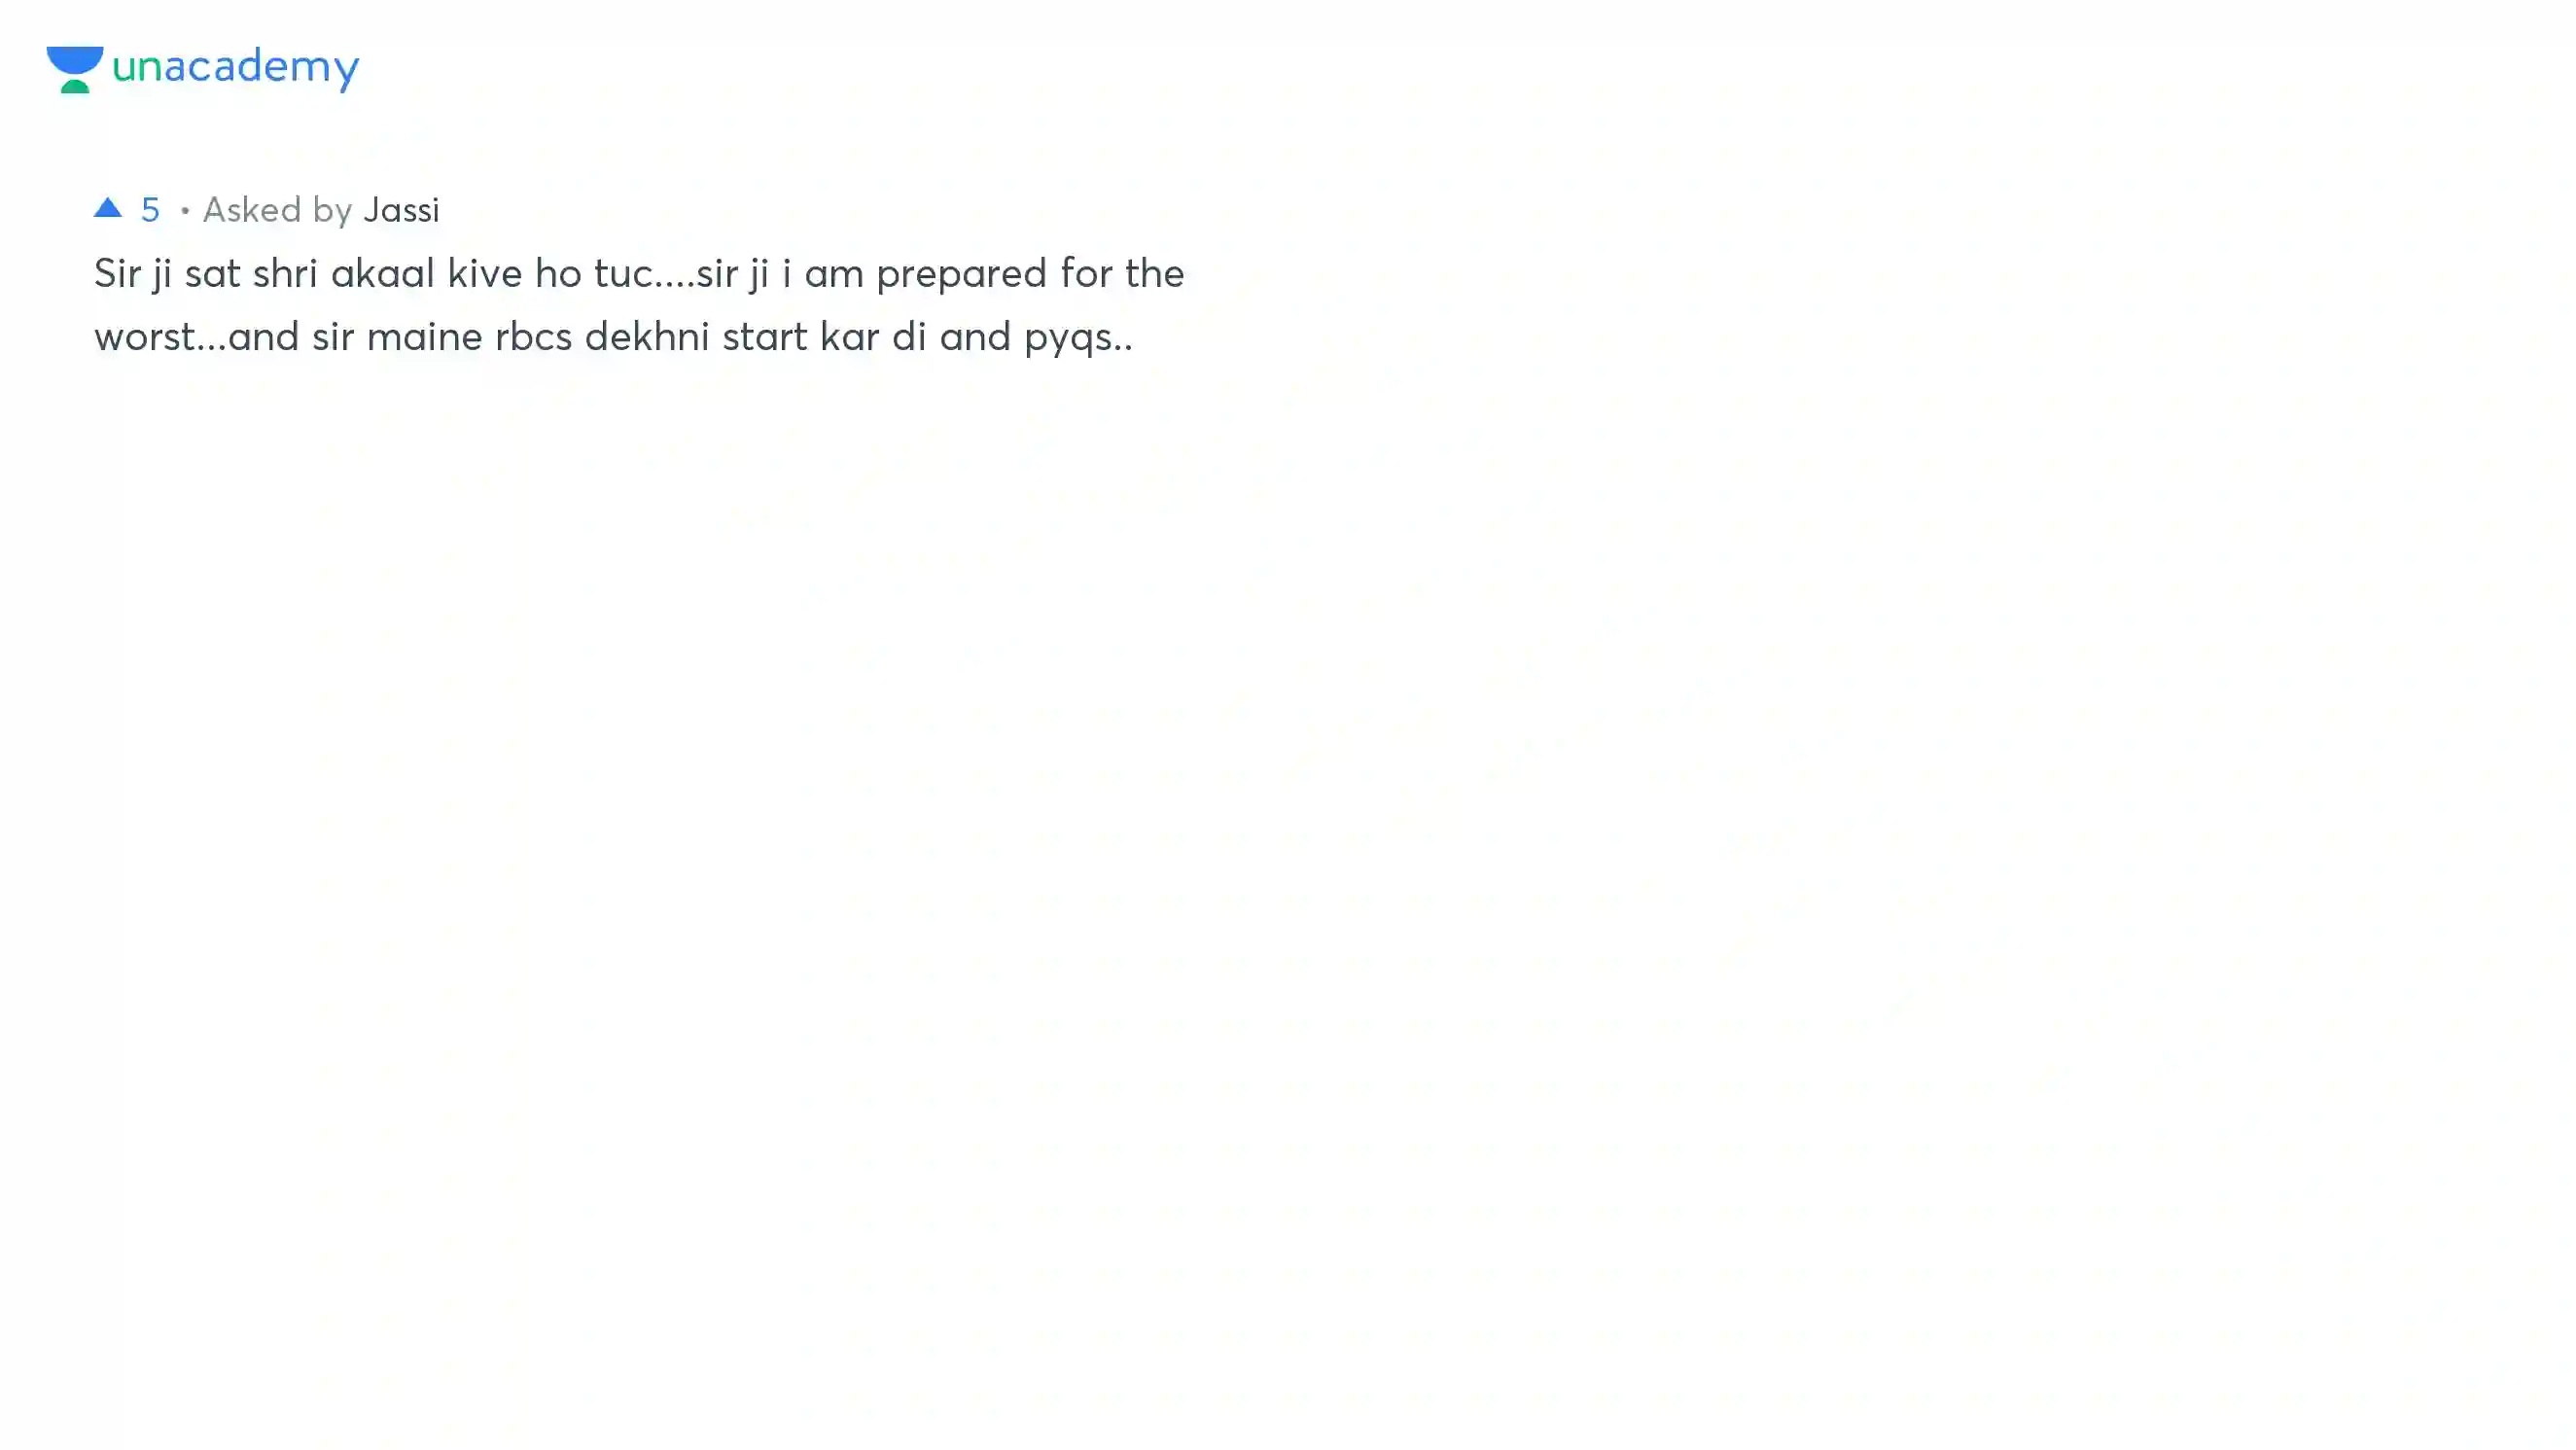 unacademy
▲ 5 • Asked by Jassi
Sir ji sat shri akaal kive ho tuc....sir ji i am prepared for the
worst...and sir maine rbcs dekhni start kar di and pyqs..